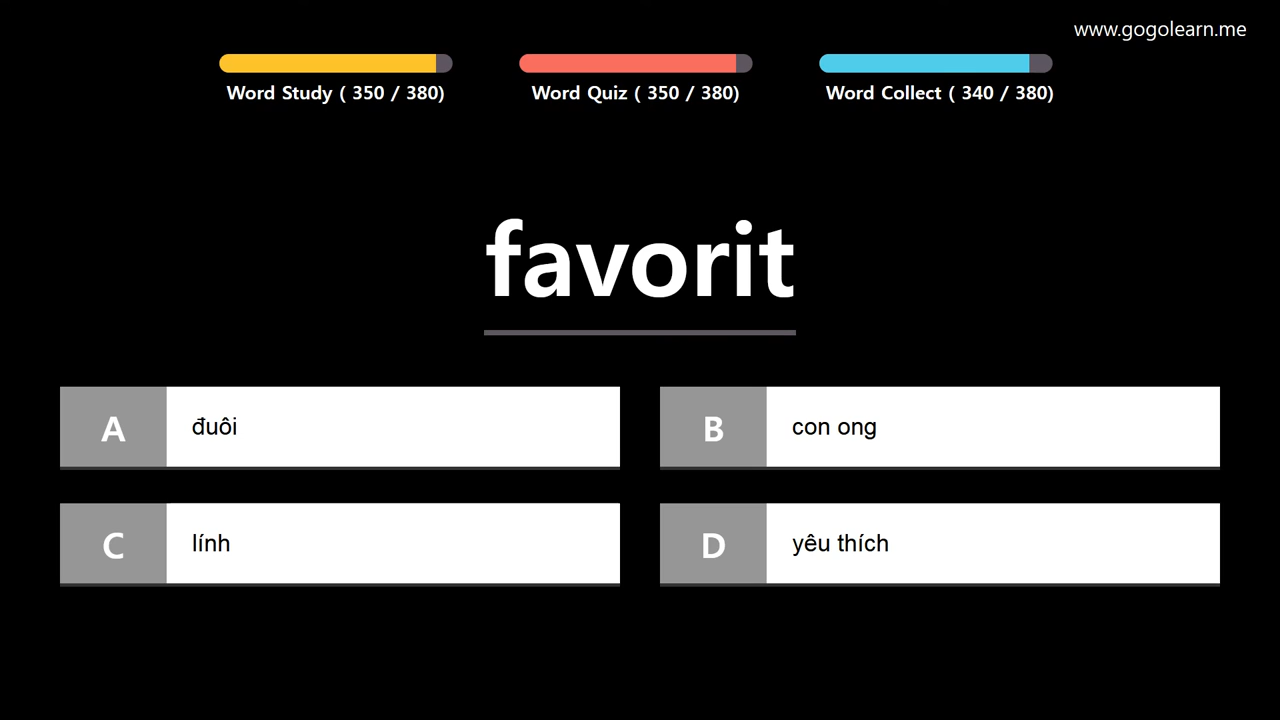 www.gogolearn.me
Word Study ( 350 / 380)
Word Quiz ( 350 / 380)
Word Collect ( 340 / 380)
favorit
A
đuôi
B
con ong
C
lính
D
yêu thích